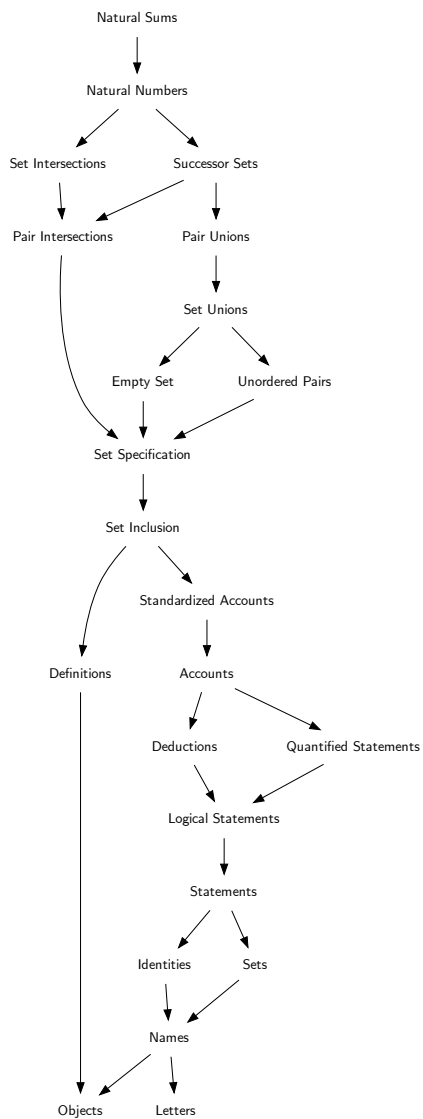 Natural Sums
Natural Numbers
Set Intersections
Successor Sets
Pair Intersections
Pair Unions
Set Unions
Empty Set
Unordered Pairs
Set Specification
Set Inclusion
Standardized Accounts
Definitions
Accounts
Deductions
Quantified Statements
Logical Statements
Statements
Identities
Sets
Names
Objects
Letters